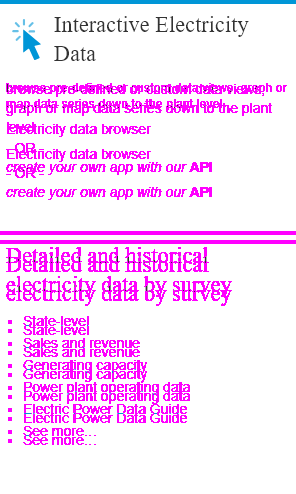 Interactive Electricity
Data
browse pre-defined or custom data views, graph or
map data series down to the plant level
browse pre-defined or custom data views,
graph or map data series down to the plant
level
Electricity data browser
- OR -
Electricity data browser
create your own app with our API
- OR -
create your own app with our API
Detailed and historical
Detailed and historical
electricity data by survey
electricity data by survey
State-level
State-level
Sales and revenue
Sales and revenue
Generating capacity
Generating capacity
Power plant operating data
Power plant operating data
Electric Power Data Guide
Electric Power Data Guide
See more...
See more...